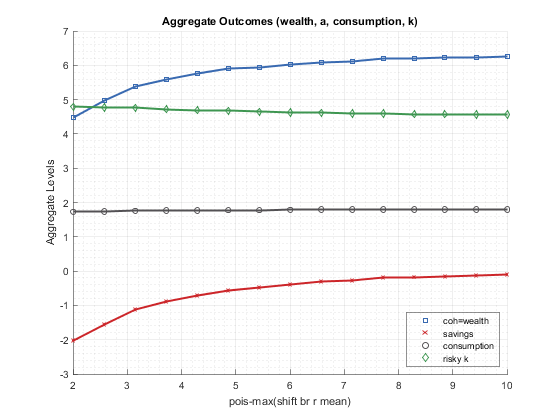 Aggregate Outcomes (wealth, a, consumption, k)
7
6
5
4
3
2
1
0
-1
-2
-3
Aggregate Levels
2 3 4 5 6 7 8 9 10
pois-max(shift br r mean)
coh=wealth
savings
consumption
risky k